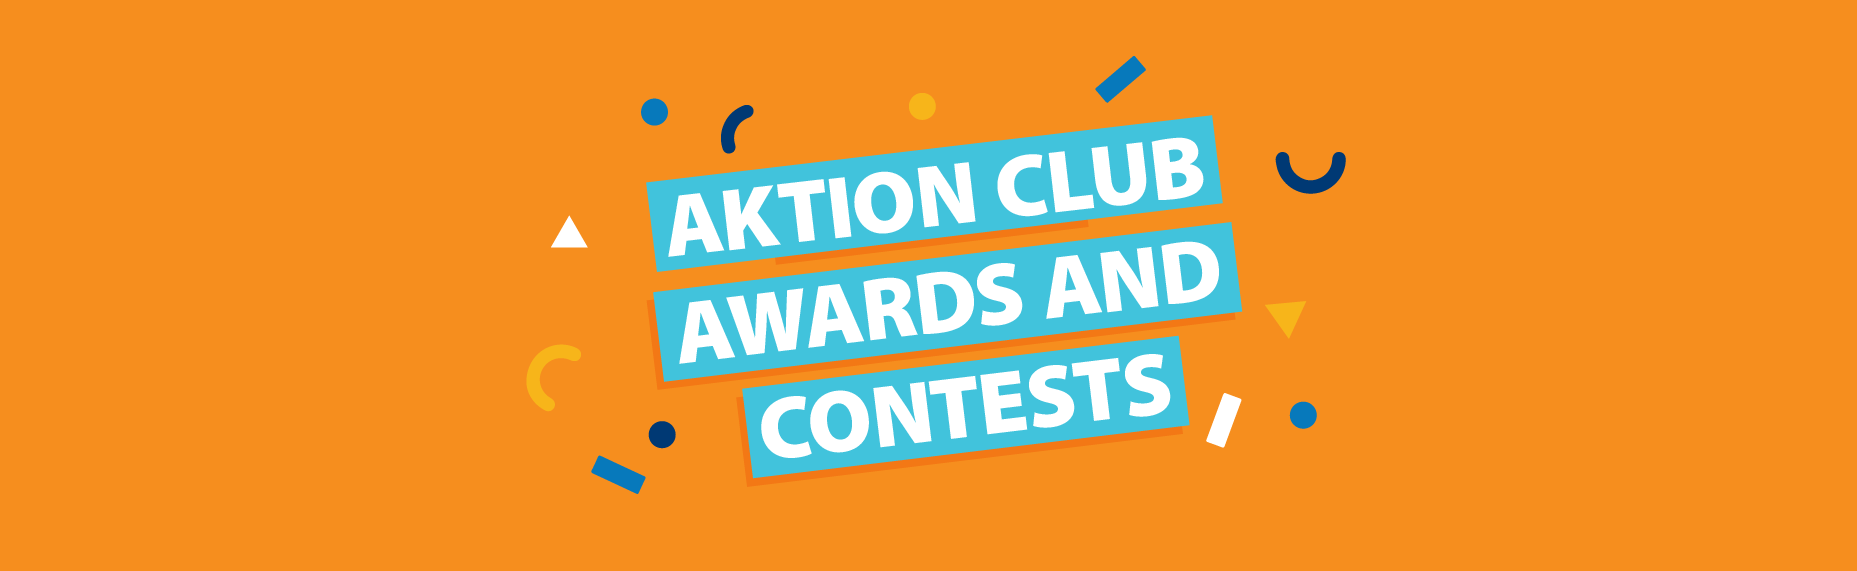 AKTION CLUB
AWARDS AND
CONTESTS